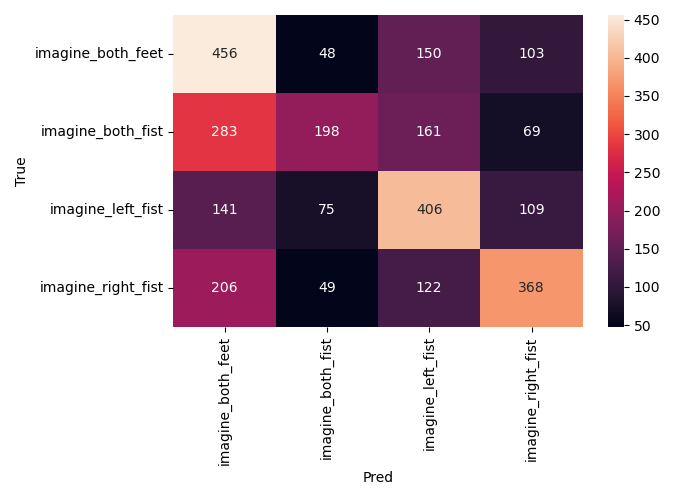 imagine_both_feet 456 48 150 103
imagine_both_fist 283 198 161 69
imagine_left_fist 141 75 406 109
imagine_right_fist 206 49 122 368
True
imagine_both_feet
imagine_both_fist
imagine_left_fist
imagine_right_fist
Pred
450
400
350
300
250
200
150
100
50